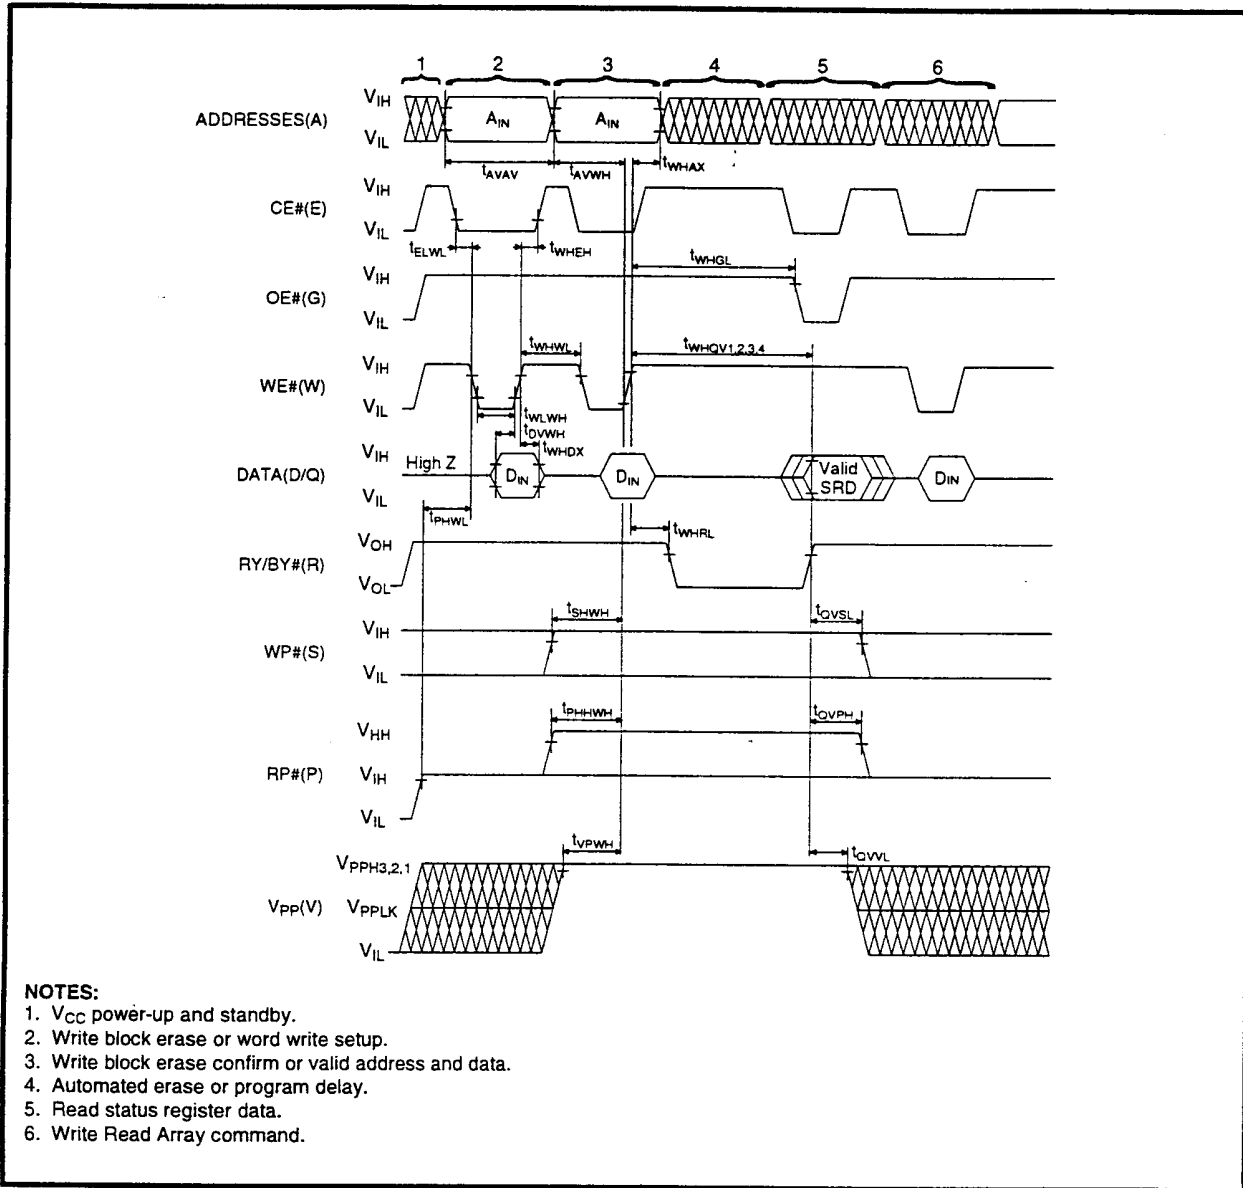 1 2 3 4 5 6
ADDRESSES(A) VIH AIN AIN
VIL
tAVAV tAVWH tWHAX
CE#(E) VIH
VIL
tELWL tWHEH tWHGL
OE#(G) VIH
VIL
tWHWL tWHQV1,2,3,4
WE#(W) VIH
VIL
tWLWH
tDVWH
tWHDX
DATA(D/Q) VIH High Z DIN DIN Valid SRD DIN
VIL
tPHWL tWHRL
RY/BY#(R) VOH
VOL
tSHWH tQVSL
WP#(S) VIH
VIL
tPHHWH tQVPH
RP#(P) VHH
VIH
VIL
tVPWH tQVVL
VPP(V) VPPH3,2,1
VPPLK
VIL
NOTES:
1. VCC power-up and standby.
2. Write block erase or word write setup.
3. Write block erase confirm or valid address and data.
4. Automated erase or program delay.
5. Read status register data.
6. Write Read Array command.